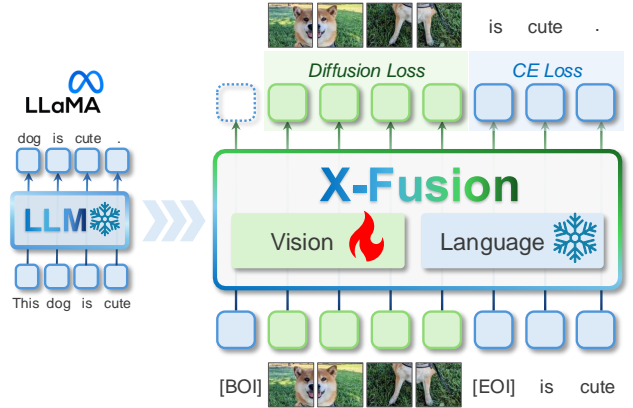 is cute .
Diffusion Loss CE Loss
LLaMA
dog is cute .
X-Fusion
LLM
Vision Language
This dog is cute
[BOI] [EOI] is cute